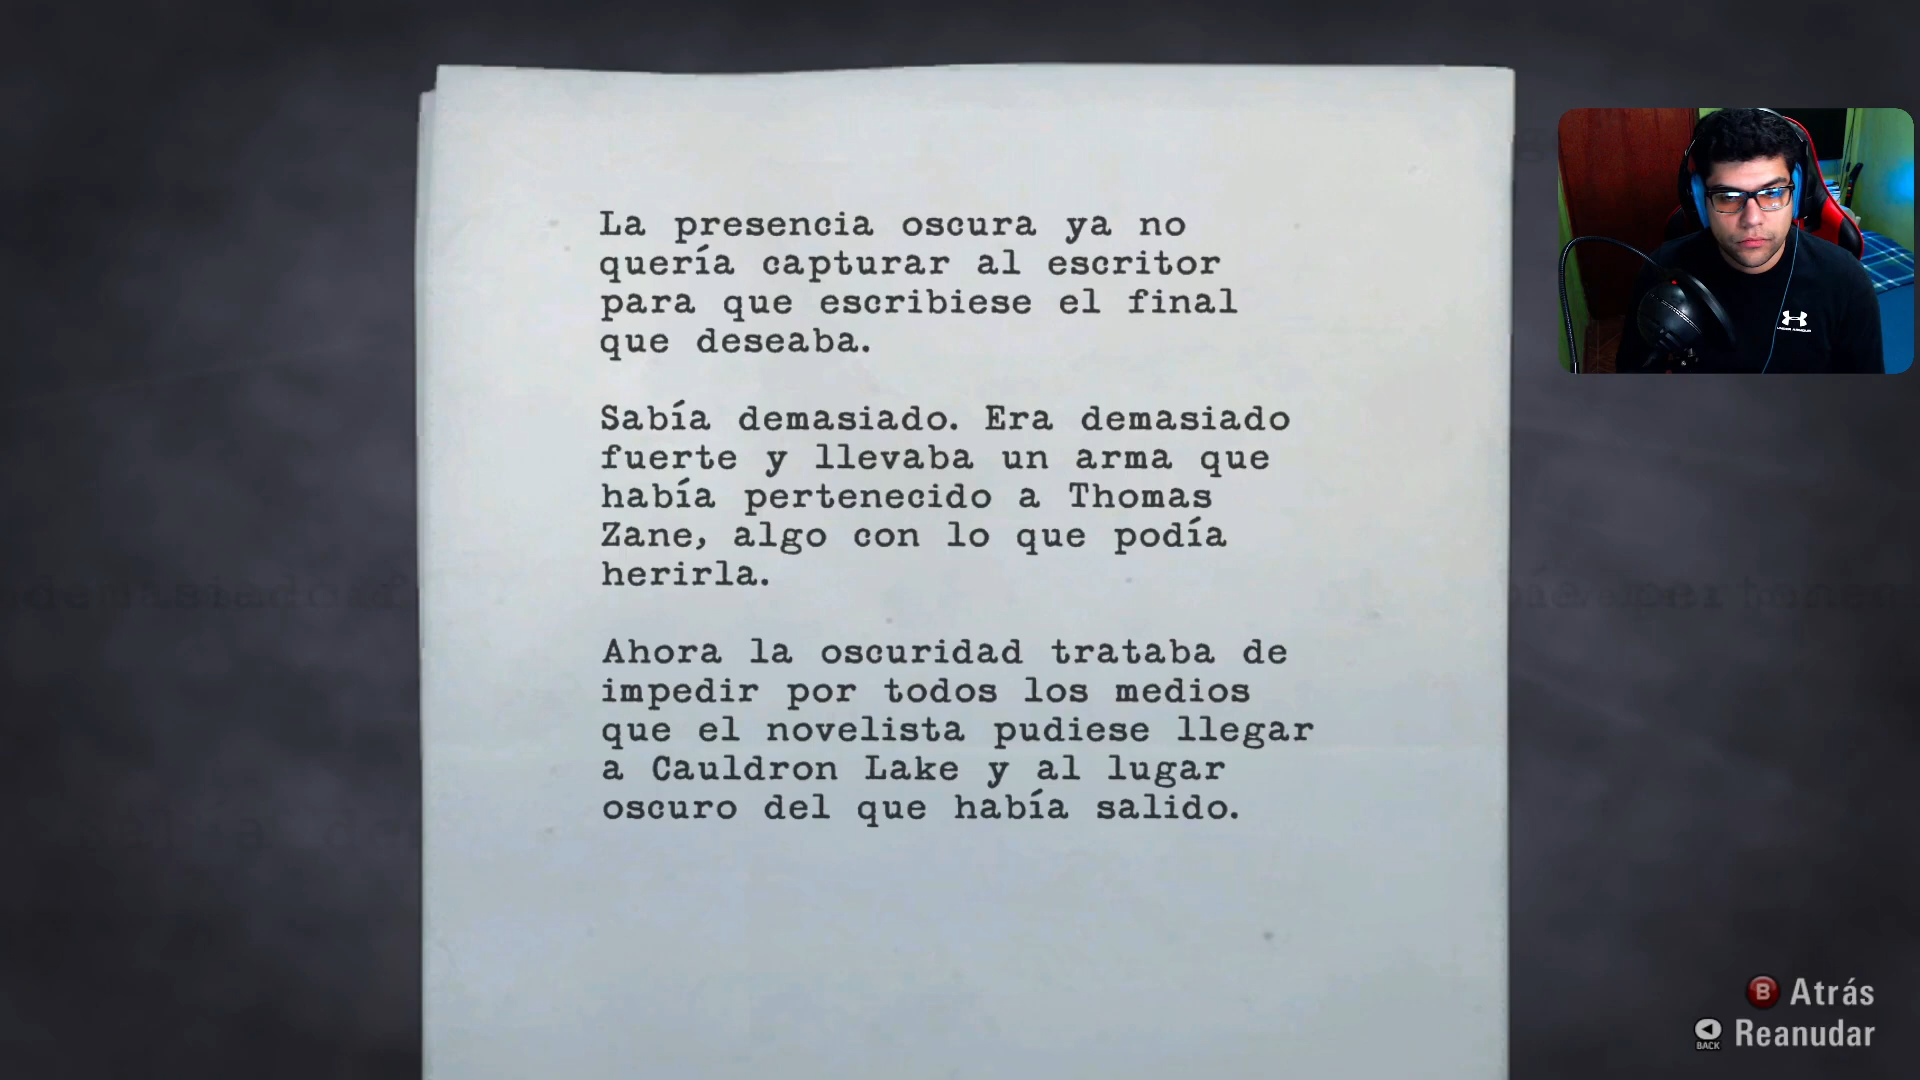 La presencia oscura ya no
quería capturar al escritor
para que escribiese el final
que deseaba.
Sabía demasiado. Era demasiado
fuerte y llevaba un arma que
había pertenecido a Thomas
Zane, algo con lo que podía
herirla.
Ahora la oscuridad trataba de
impedir por todos los medios
que el novelista pudiese llegar
a Cauldron Lake y al lugar
oscuro del que había salido.
UNDER ARMOUR
B Atrás
BACK Reanudar